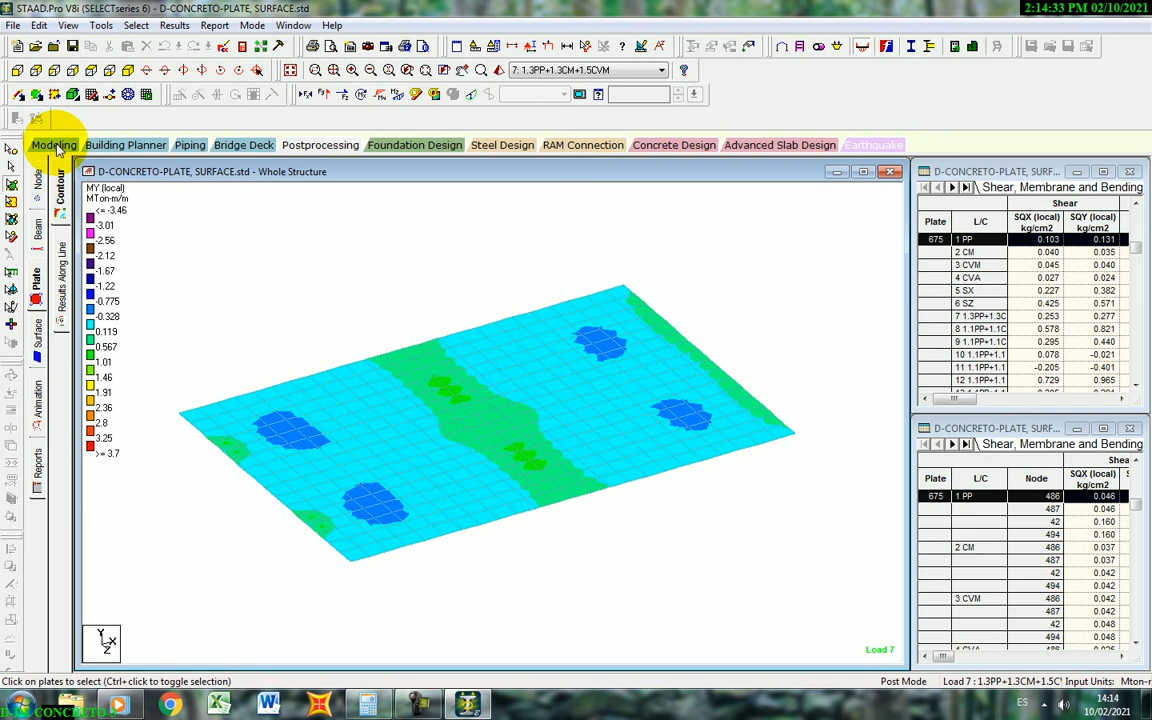 STAAD.Pro V8i (SELECTseries 6) - D-CONCRETO-PLATE, SURFACE.std
2:14:33 PM 02/10/2021
File Edit View Tools Select Results Report Mode Window Help
7: 1.3PP+1.3CM+1.5CVM
Modeling Building Planner Piping Bridge Deck Postprocessing Foundation Design Steel Design RAM Connection Concrete Design Advanced Slab Design Earthquake
Node
Beam
Plate
Surface
Animation
Reports
Contour
Results Along Line
D-CONCRETO-PLATE, SURFACE.std - Whole Structure
MY (local)
MTon-m/m
<= -3.46
-3.01
-2.56
-2.12
-1.67
-1.22
-0.775
-0.328
0.119
0.567
1.01
1.46
1.91
2.36
2.8
3.25
>= 3.7
Y
X
Z
Load 7
D-CONCRETO-PLATE, SURF...
Shear, Membrane and Bending
Shear
Plate L/C SQX (local) kg/cm2 SQY (local) kg/cm2
675 1 PP 0.103 0.131
2 CM 0.040 0.035
3 CVM 0.045 0.040
4 CVA 0.027 0.024
5 SX 0.227 0.382
6 SZ 0.425 0.571
7 1.3PP+1.3C 0.253 0.277
8 1.1PP+1.1 0.578 0.821
9 1.1PP+1.1 0.295 0.440
10 1.1PP+1.1 0.078 -0.021
11 1.1PP+1.1 -0.205 -0.401
12 1.1PP+1.1 0.729 0.965
D-CONCRETO-PLATE, SURF...
Shear, Membrane and Bending
Shea
Plate L/C Node SQX (local) kg/cm2
675 1 PP 486 0.046
487 0.046
42 0.160
494 0.160
2 CM 486 0.037
487 0.037
42 0.042
494 0.042
3 CVM 486 0.042
487 0.042
42 0.048
494 0.048
Click on plates to select (Ctrl+click to toggle selection)
Post Mode
Load 7 : 1.3PP+1.3CM+1.5CV
Input Units:
Mton-m
ES
14:14
10/02/2021